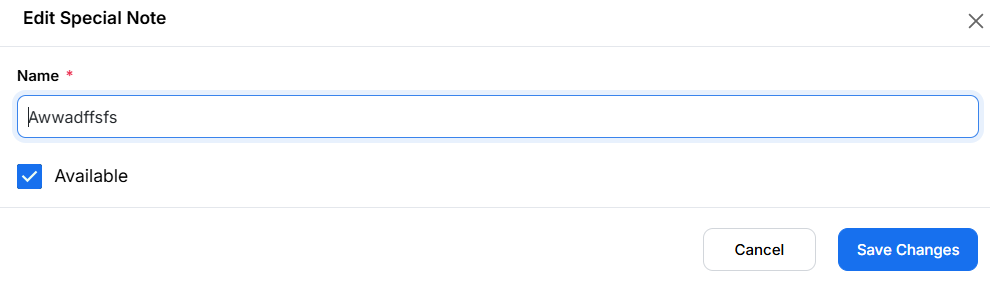 Edit Special Note
Name *
Awwadffsfs
Available
Cancel
Save Changes